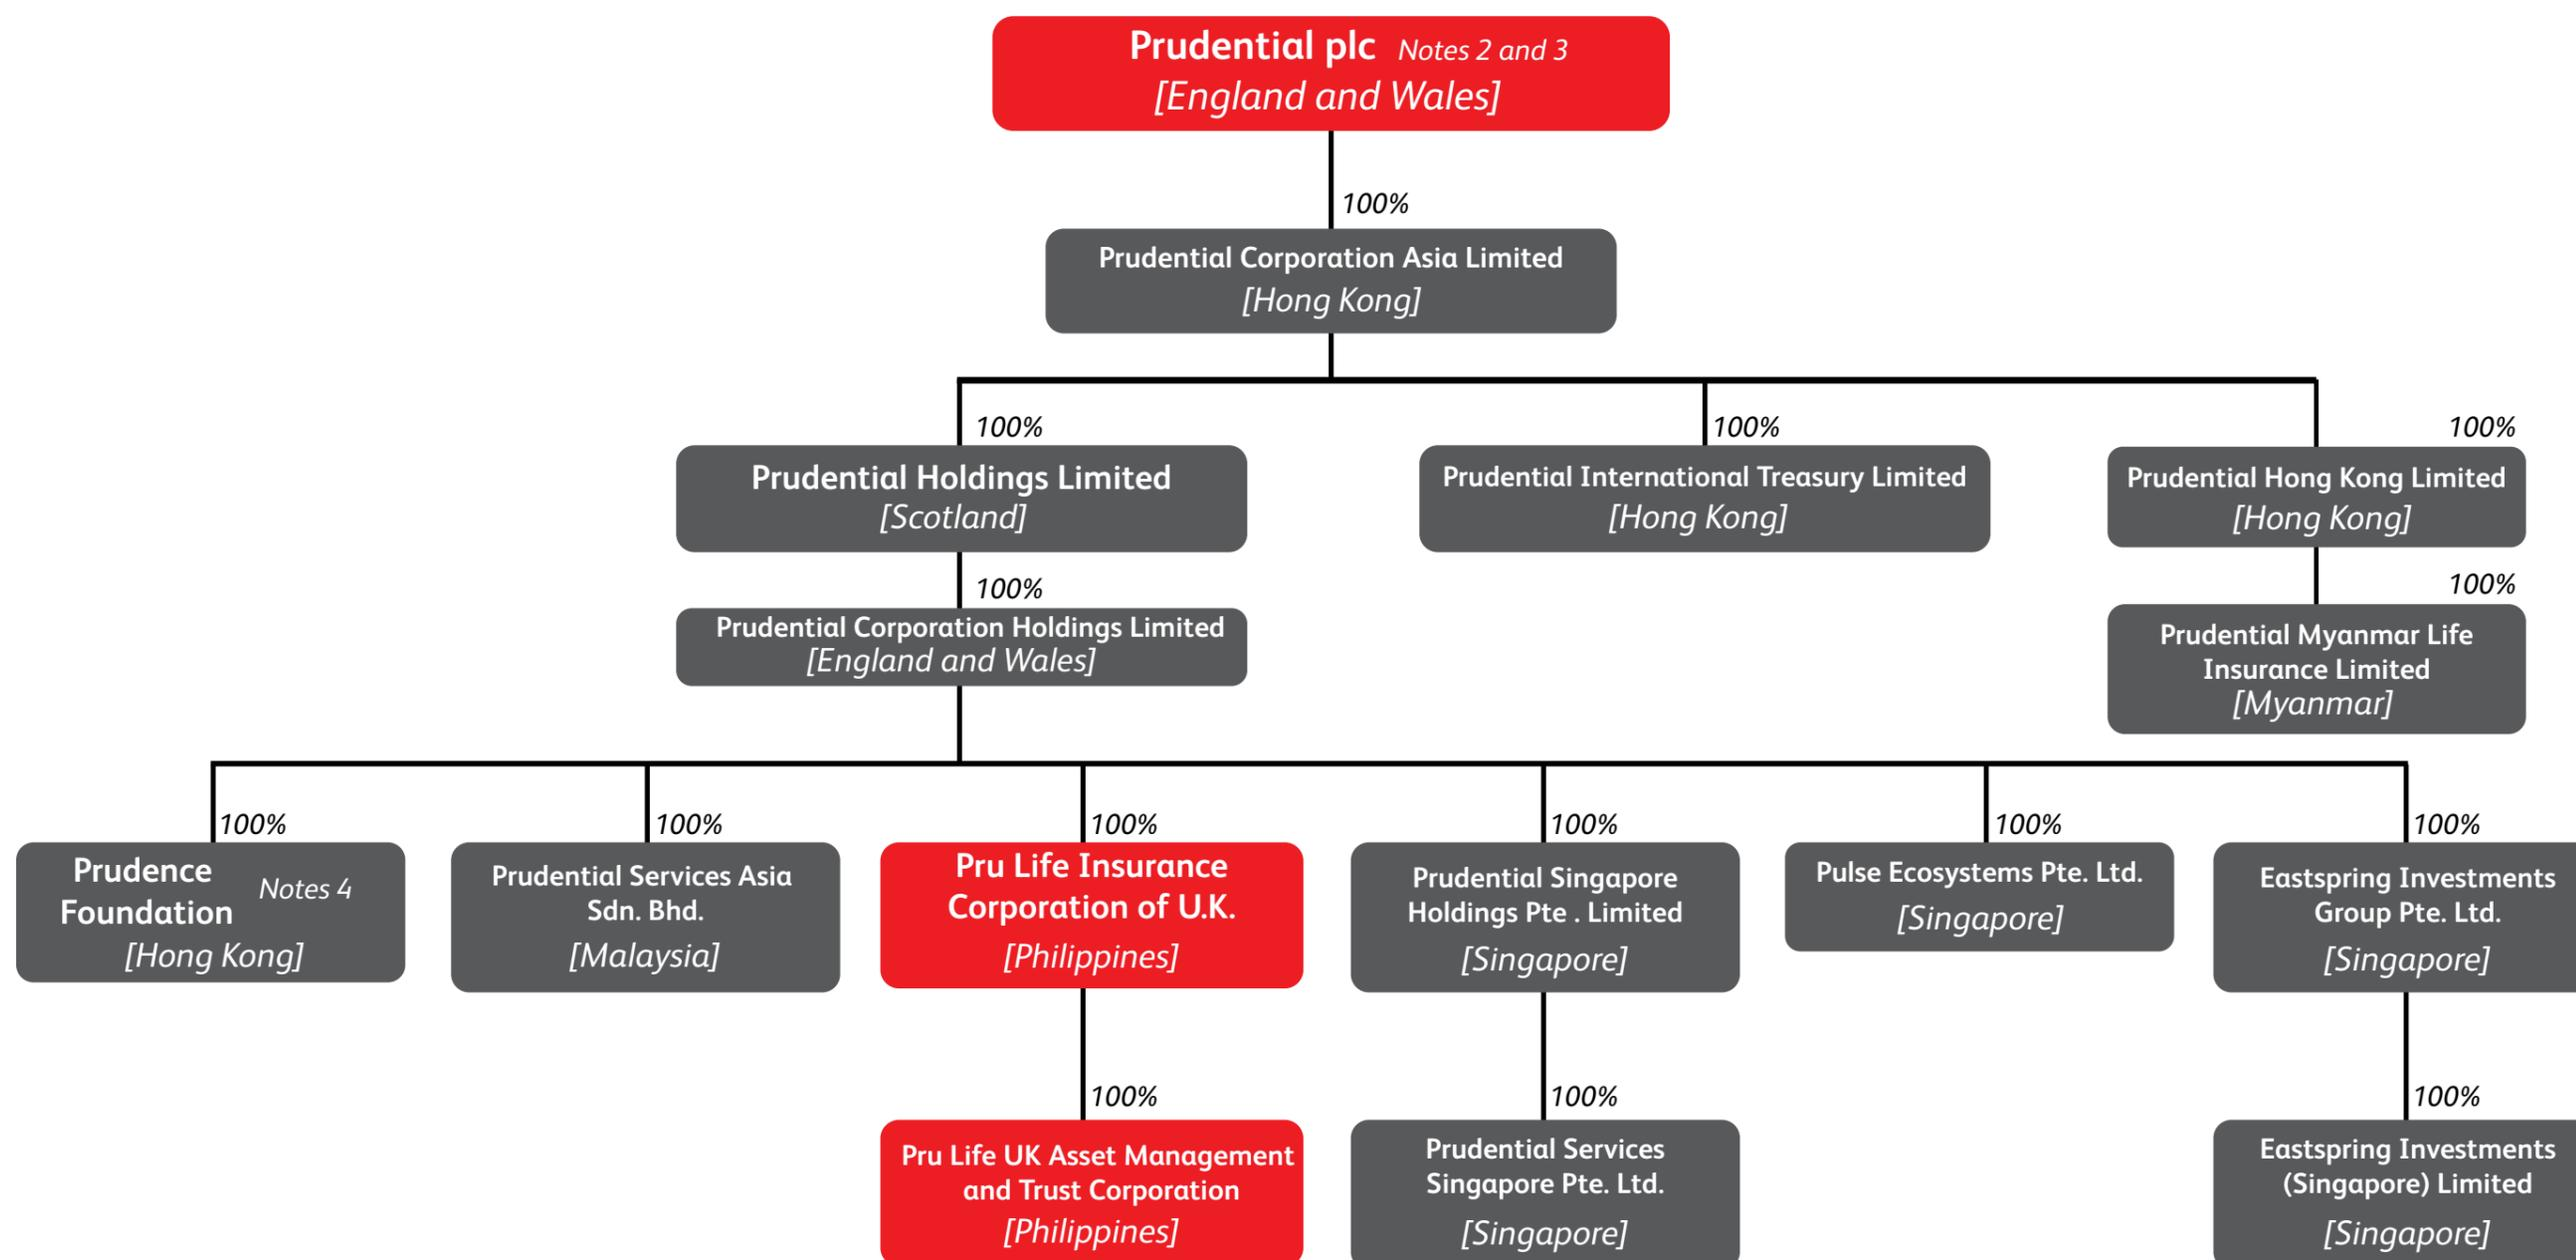 Prudential plc Notes 2 and 3
[England and Wales]
100%
Prudential Corporation Asia Limited
[Hong Kong]
100%
Prudential Holdings Limited
[Scotland]
100%
Prudential International Treasury Limited
[Hong Kong]
100%
Prudential Hong Kong Limited
[Hong Kong]
100%
Prudential Corporation Holdings Limited
[England and Wales]
100%
Prudential Myanmar Life
Insurance Limited
[Myanmar]
100%
Prudence
Foundation
Notes 4
[Hong Kong]
100%
Prudential Services Asia
Sdn. Bhd.
[Malaysia]
100%
Pru Life Insurance
Corporation of U.K.
[Philippines]
100%
Prudential Singapore
Holdings Pte . Limited
[Singapore]
100%
Pulse Ecosystems Pte. Ltd.
[Singapore]
100%
Eastspring Investments
Group Pte. Ltd.
[Singapore]
100%
Pru Life UK Asset Management
and Trust Corporation
[Philippines]
100%
Prudential Services
Singapore Pte. Ltd.
[Singapore]
100%
Eastspring Investments
(Singapore) Limited
[Singapore]